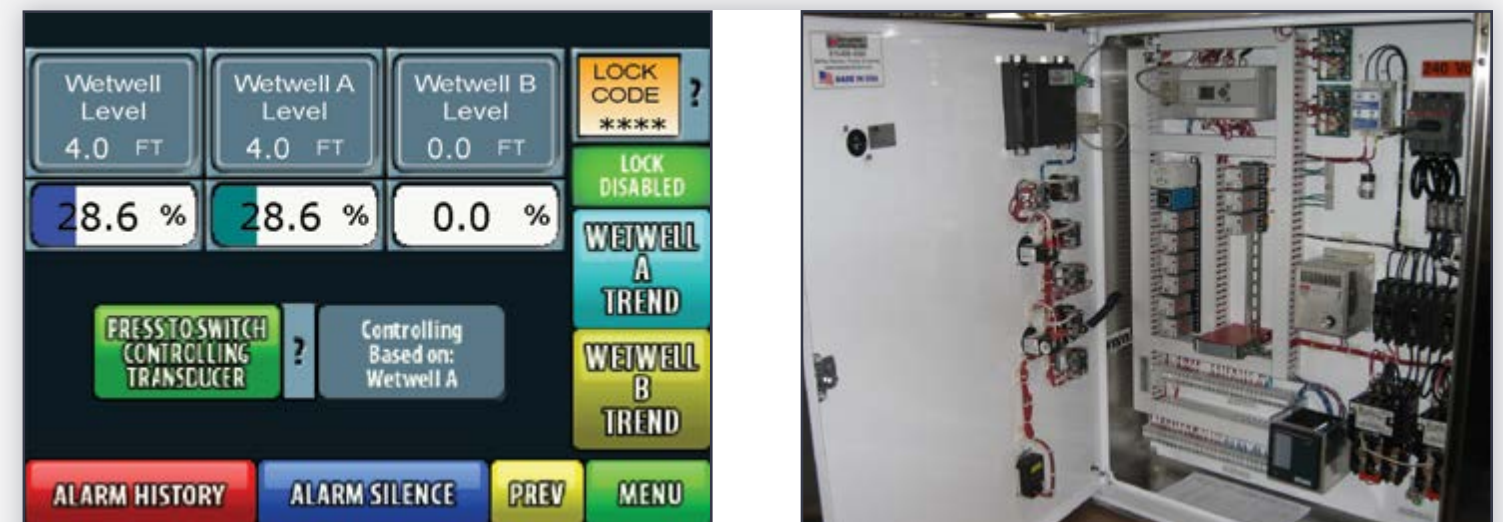 Wetwell
Level
4.0 FT
Wetwell A
Level
4.0 FT
Wetwell B
Level
0.0 FT
LOCK
CODE
****
?
LOCK
DISABLED
28.6 %
28.6 %
0.0 %
WETWELL
A
TREND
PRESS TO SWITCH
CONTROLLING
TRANSDUCER
?
Controlling
Based on:
Wetwell A
WETWELL
B
TREND
ALARM HISTORY
ALARM SILENCE
PREV
MENU
MADE IN USA
240